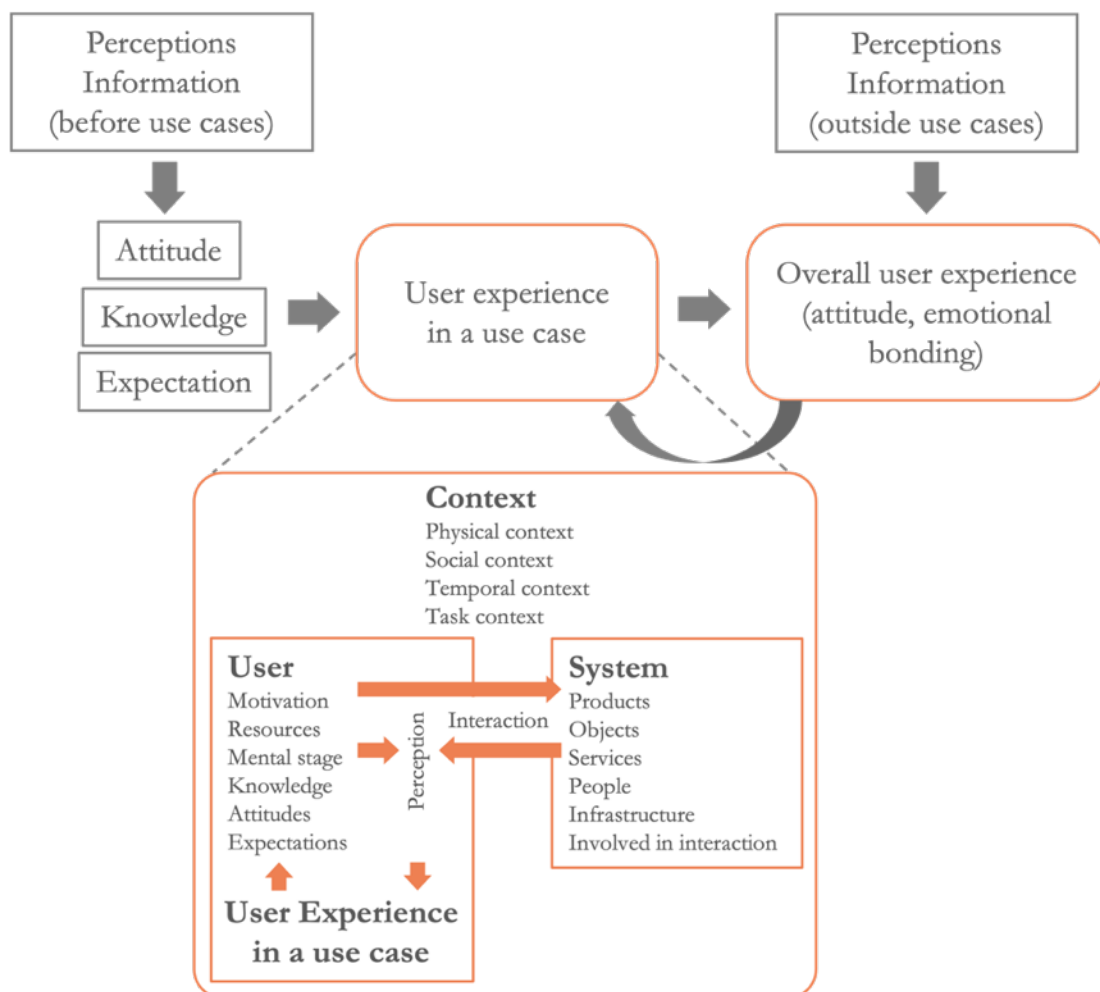 Perceptions
Information
(before use cases)
Perceptions
Information
(outside use cases)
Attitude
Knowledge
Expectation
User experience
in a use case
Overall user experience
(attitude, emotional
bonding)
Context
Physical context
Social context
Temporal context
Task context
User
Motivation
Resources
Mental stage
Knowledge
Attitudes
Expectations
Perception
Interaction
System
Products
Objects
Services
People
Infrastructure
Involved in interaction
User Experience
in a use case